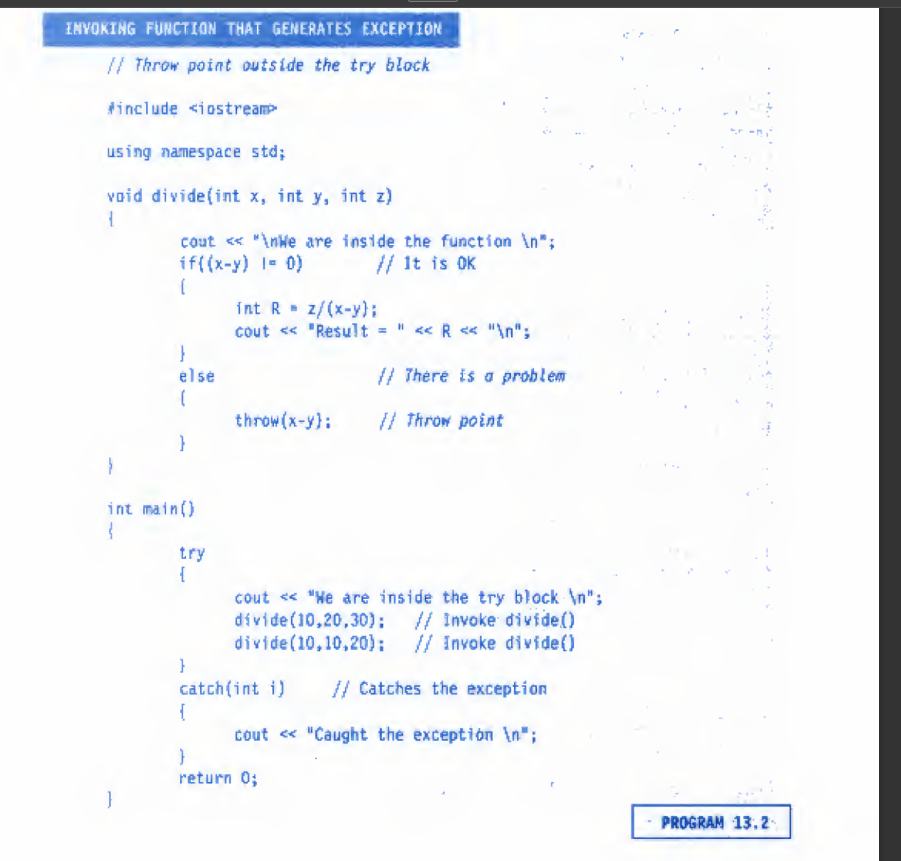 INVOKING FUNCTION THAT GENERATES EXCEPTION
// Throw point outside the try block
#include <iostream>
using namespace std;
void divide(int x, int y, int z)
{
cout << "\nWe are inside the function \n";
if((x-y) != 0) // It is OK
{
int R = z/(x-y);
cout << "Result = " << R << "\n";
}
else // There is a problem
{
throw(x-y); // Throw point
}
}
int main()
{
try
{
cout << "We are inside the try block \n";
divide(10,20,30); // Invoke divide()
divide(10,10,20); // Invoke divide()
}
catch(int i) // Catches the exception
{
cout << "Caught the exception \n";
}
return 0;
}
PROGRAM 13.2